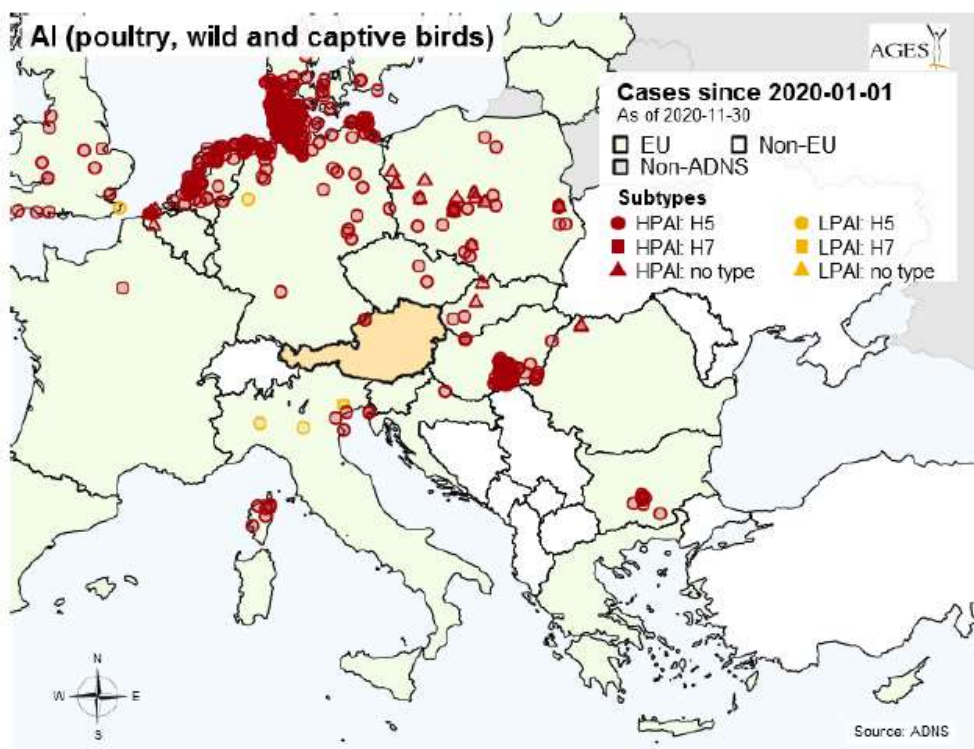 AI (poultry, wild and captive birds)
AGES
Cases since 2020-01-01
As of 2020-11-30
EU Non-EU
Non-ADNS
Subtypes
HPAI: H5 LPAI: H5
HPAI: H7 LPAI: H7
HPAI: no type LPAI: no type
N
W E
S
Source: ADNS